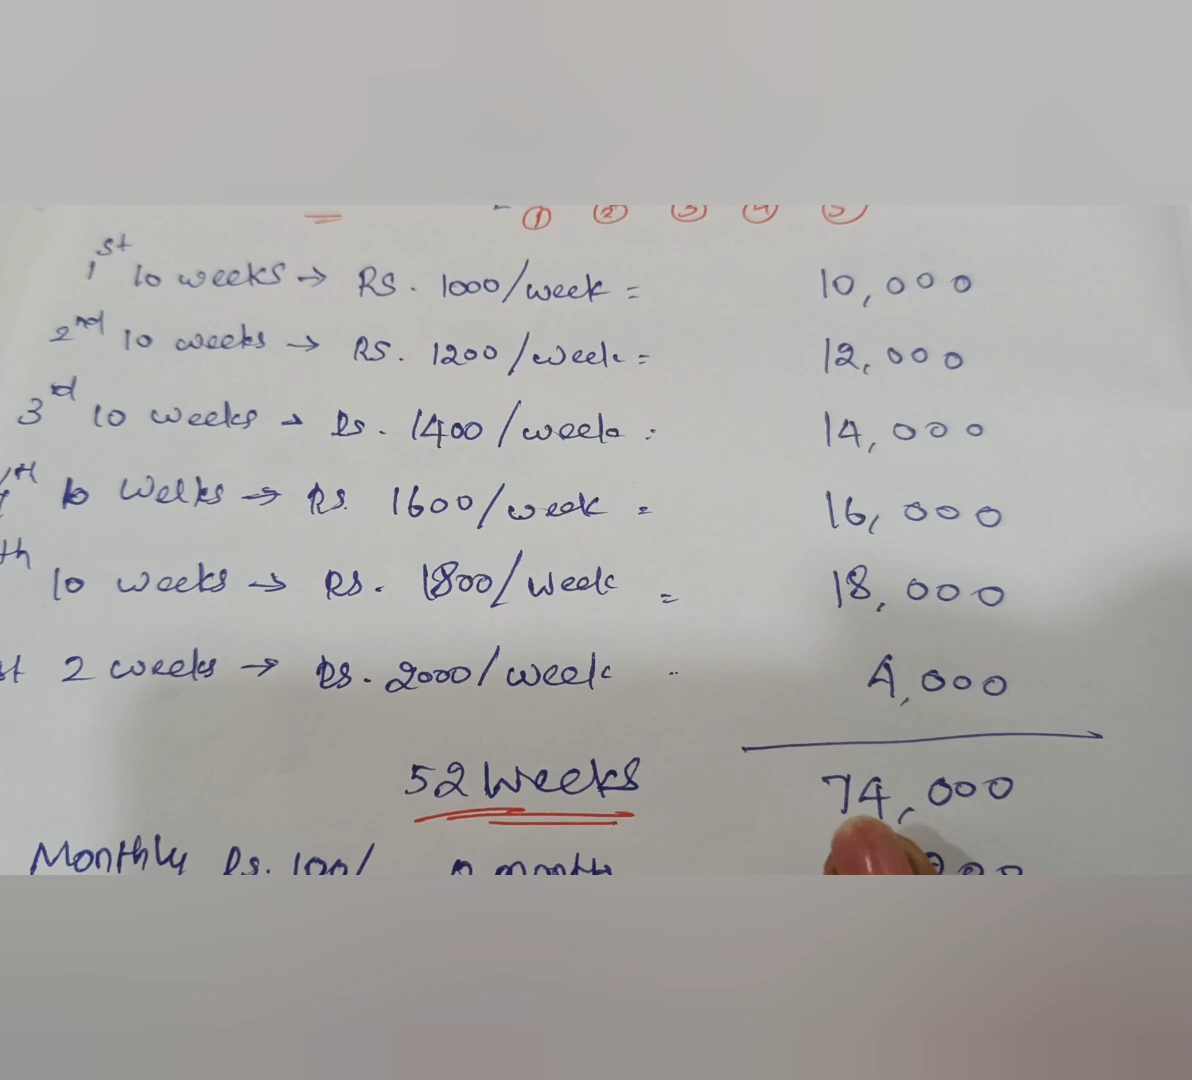 ① ② ③ ④ ⑤
1st 10 weeks → RS. 1000/week = 10,000
2nd 10 weeks → RS. 1200/week = 12,000
3rd 10 weeks → Rs. 1400/week = 14,000
4th 10 Weeks → Rs. 1600/week = 16,000
th 10 weeks → RS. 1800/week = 18,000
st 2 weeks → Rs. 2000/week = 4,000
52 Weeks 74,000
Monthly Rs. 100/